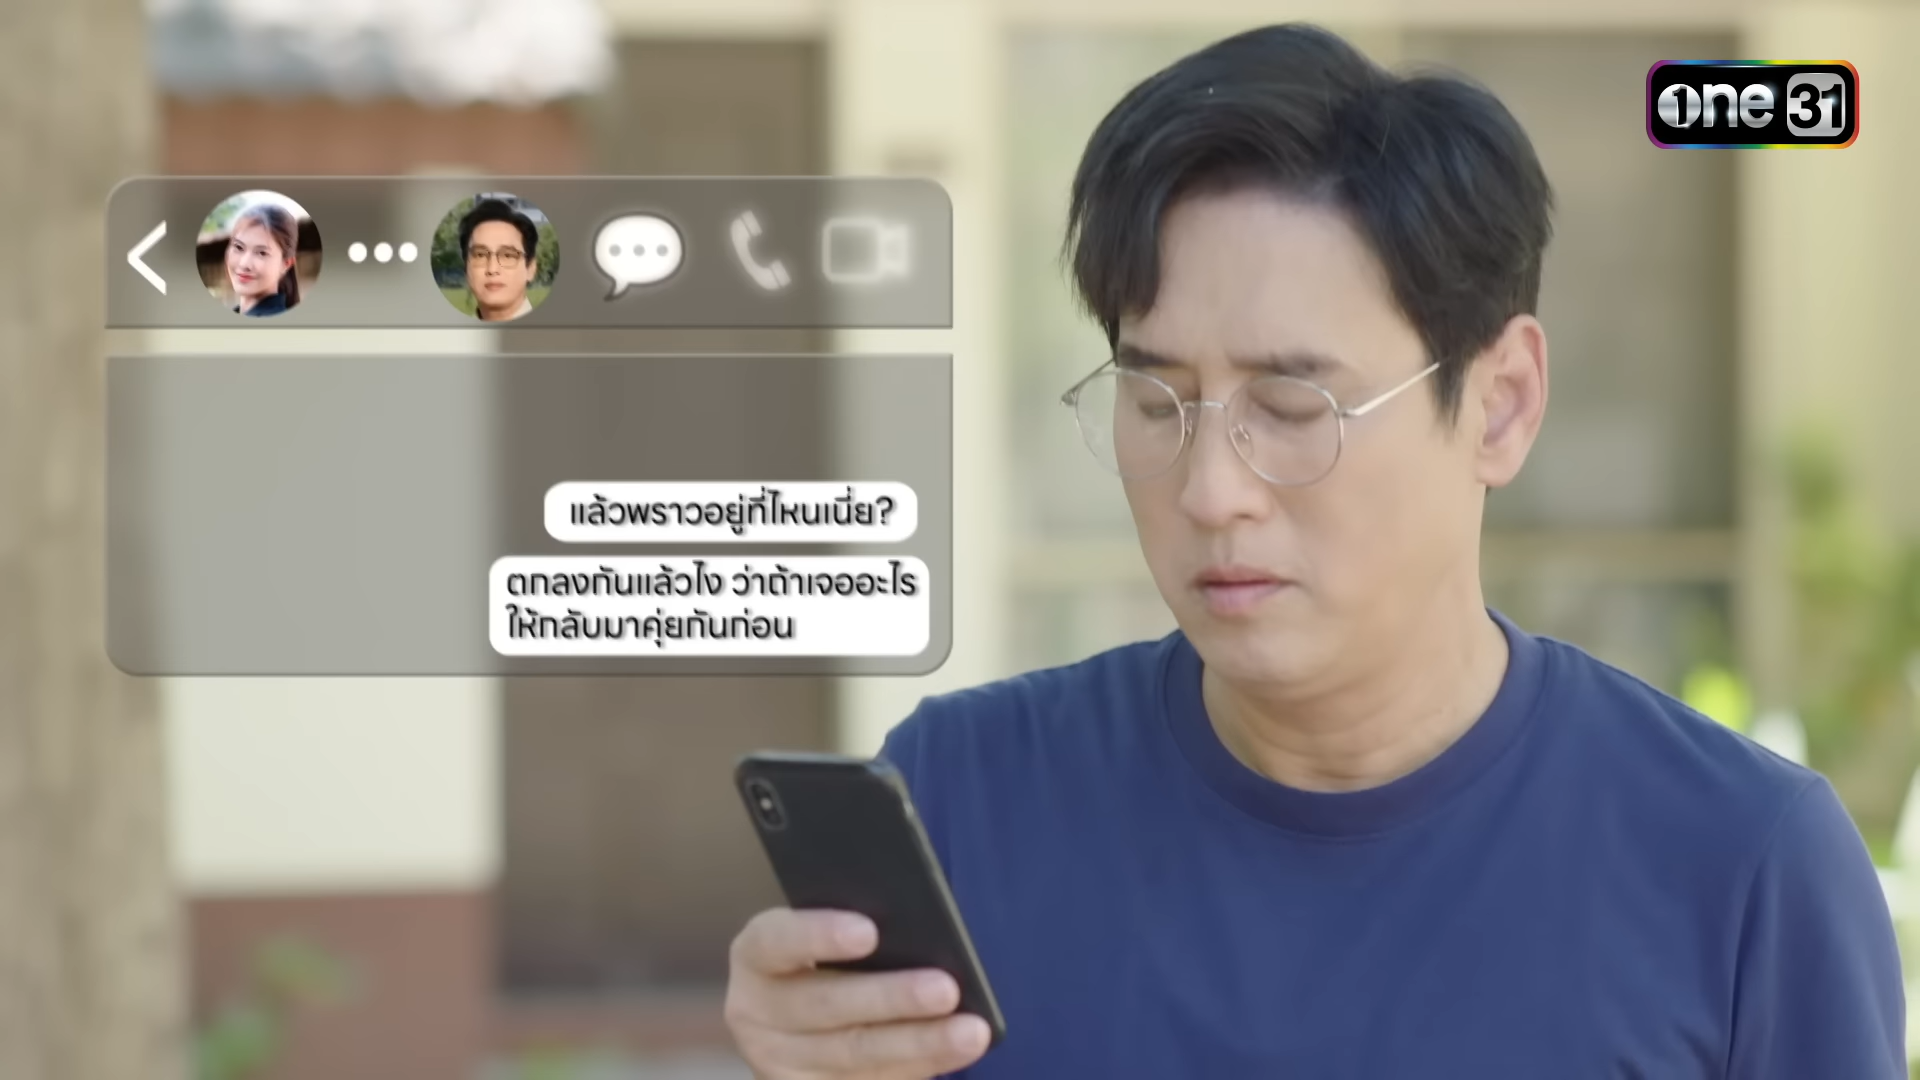 one 31
แล้วพราวอยู่ที่ไหนเนี่ย?
ตกลงกันแล้วไง ว่าถ้าเจออะไร
ให้กลับมาคุ่ยกันก่อน